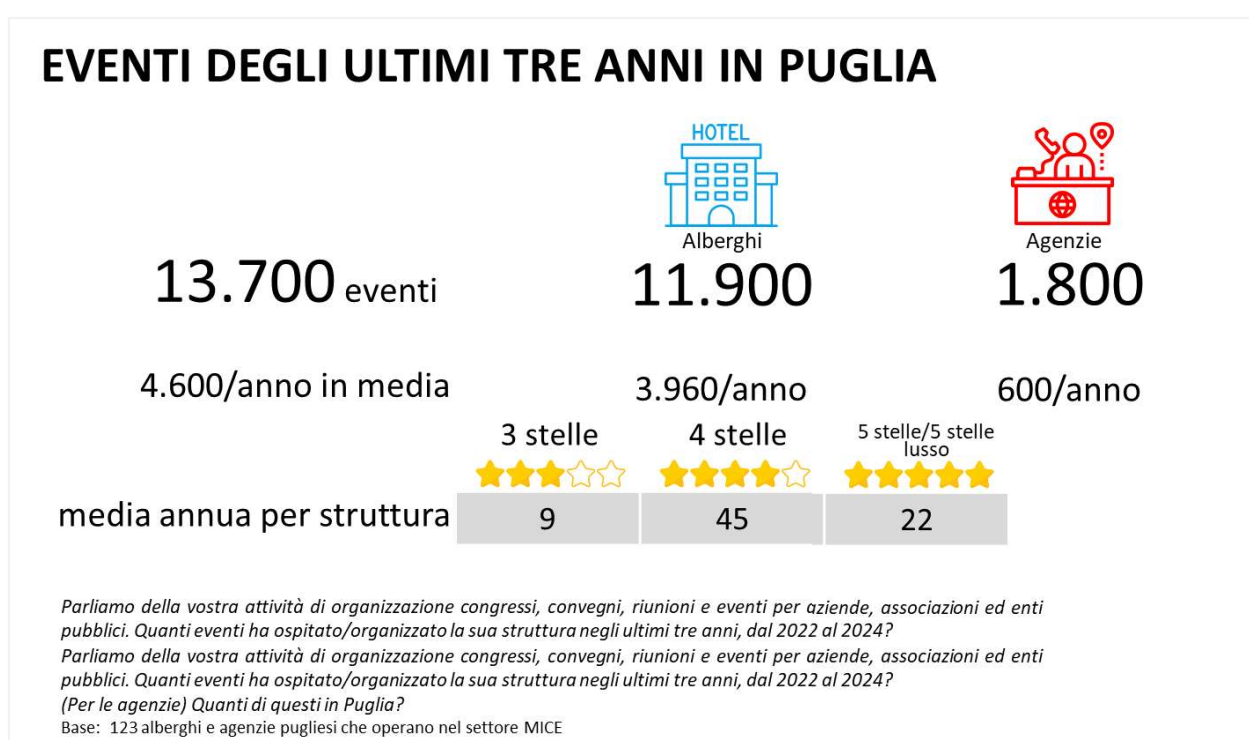 EVENTI DEGLI ULTIMI TRE ANNI IN PUGLIA
HOTEL
Alberghi
Agenzie
13.700 eventi
11.900
1.800
4.600/anno in media
3.960/anno
600/anno
3 stelle
4 stelle
5 stelle/5 stelle
lusso
media annua per struttura
9
45
22
Parliamo della vostra attività di organizzazione congressi, convegni, riunioni e eventi per aziende, associazioni ed enti
pubblici. Quanti eventi ha ospitato/organizzato la sua struttura negli ultimi tre anni, dal 2022 al 2024?
Parliamo della vostra attività di organizzazione congressi, convegni, riunioni e eventi per aziende, associazioni ed enti
pubblici. Quanti eventi ha ospitato/organizzato la sua struttura negli ultimi tre anni, dal 2022 al 2024?
(Per le agenzie) Quanti di questi in Puglia?
Base: 123 alberghi e agenzie pugliesi che operano nel settore MICE